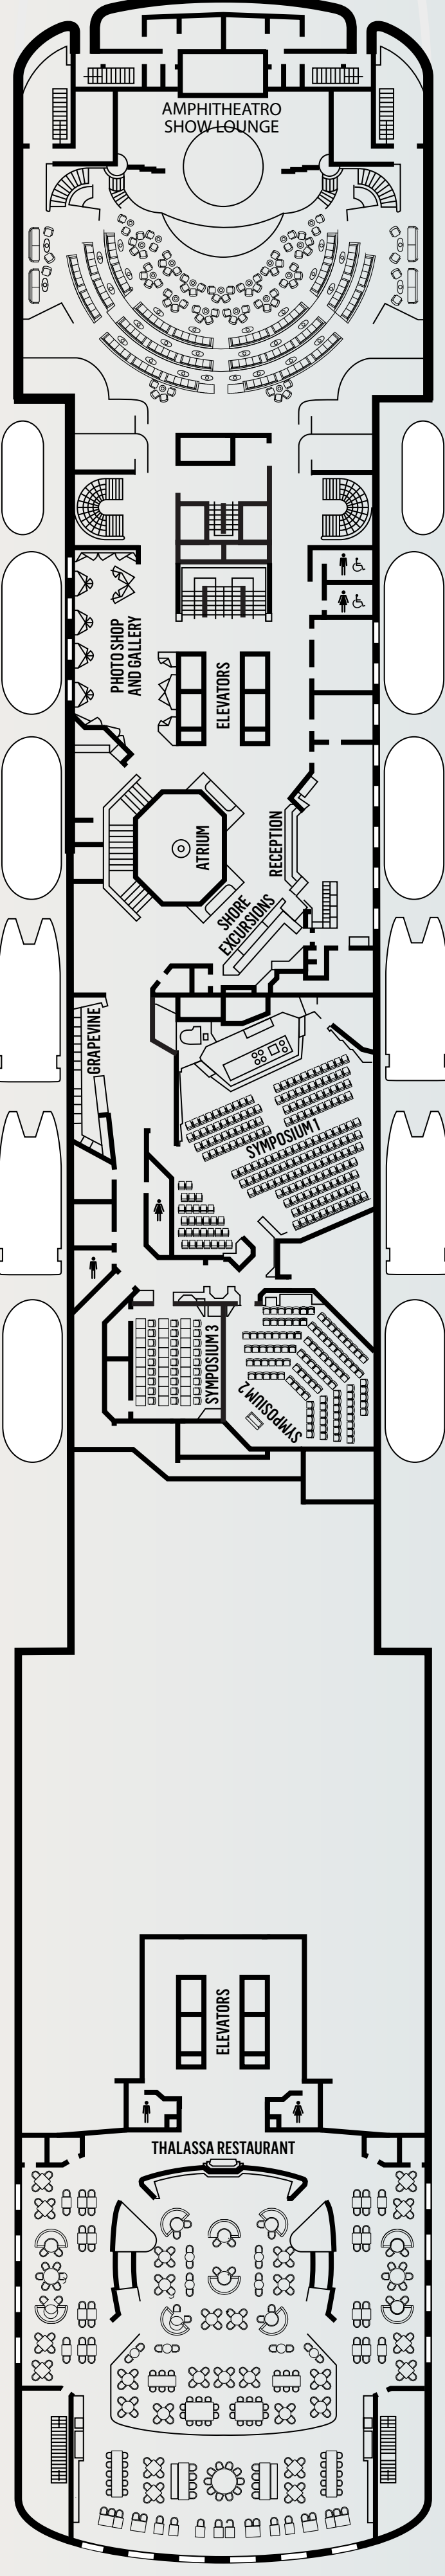 AMPHITHEATRO
SHOW LOUNGE
PHOTO SHOP
AND GALLERY
ELEVATORS
ATRIUM
RECEPTION
SHORE
EXCURSIONS
GRAPEVINE
SYMPOSIUM 1
SYMPOSIUM 3
SYMPOSIUM 2
ELEVATORS
THALASSA RESTAURANT